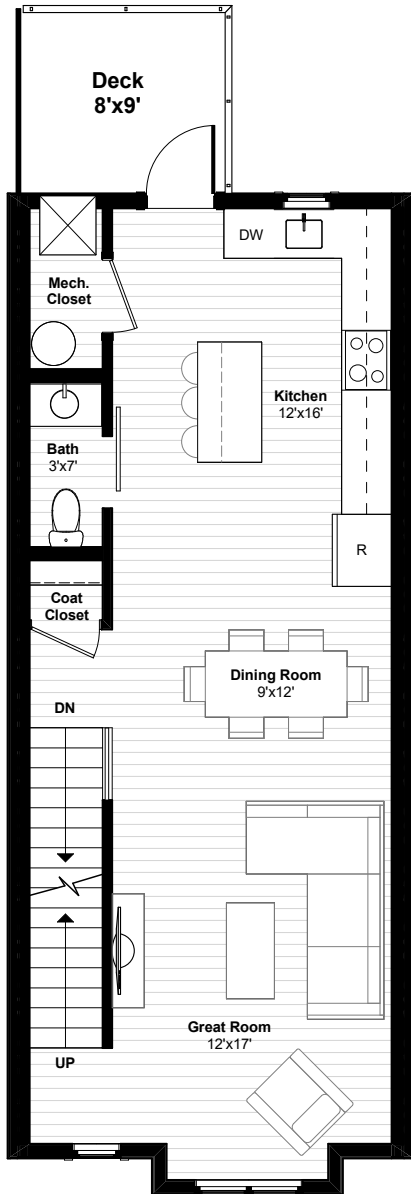 Deck
8'x9'
DW
Mech.
Closet
Kitchen
12'x16'
Bath
3'x7'
R
Coat
Closet
Dining Room
9'x12'
DN
Great Room
12'x17'
UP